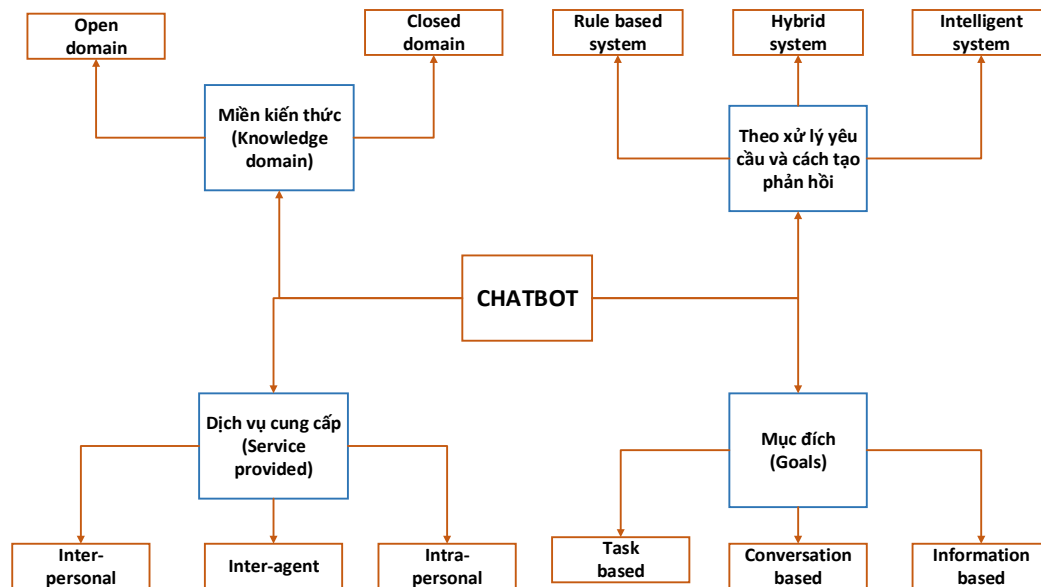 Open
domain
Closed
domain
Rule based
system
Hybrid
system
Intelligent
system
Miền kiến thức
(Knowledge
domain)
Theo xử lý yêu
cầu và cách tạo
phản hồi
CHATBOT
Dịch vụ cung cấp
(Service
provided)
Mục đích
(Goals)
Inter-
personal
Inter-agent
Intra-
personal
Task
based
Conversation
based
Information
based